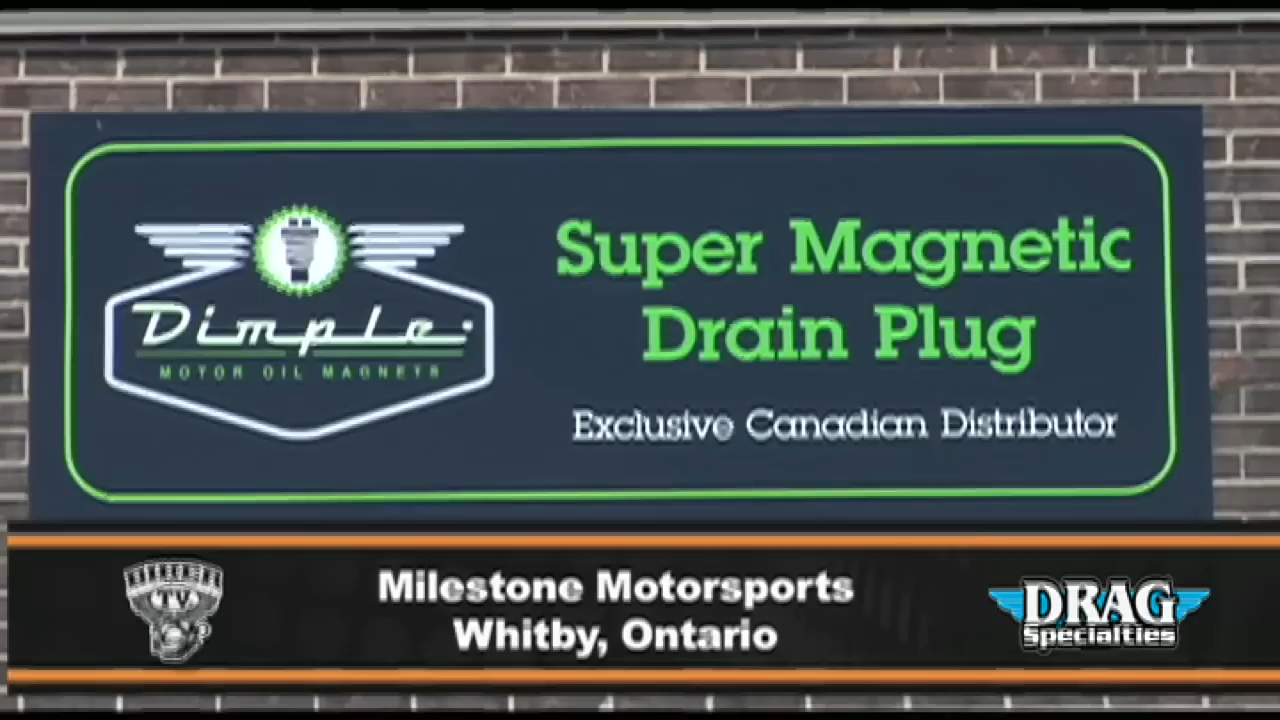 Dimple
MOTOR OIL MAGNETS
Super Magnetic
Drain Plug
Exclusive Canadian Distributor
Milestone Motorsports
Whitby, Ontario
DRAG
Specialties